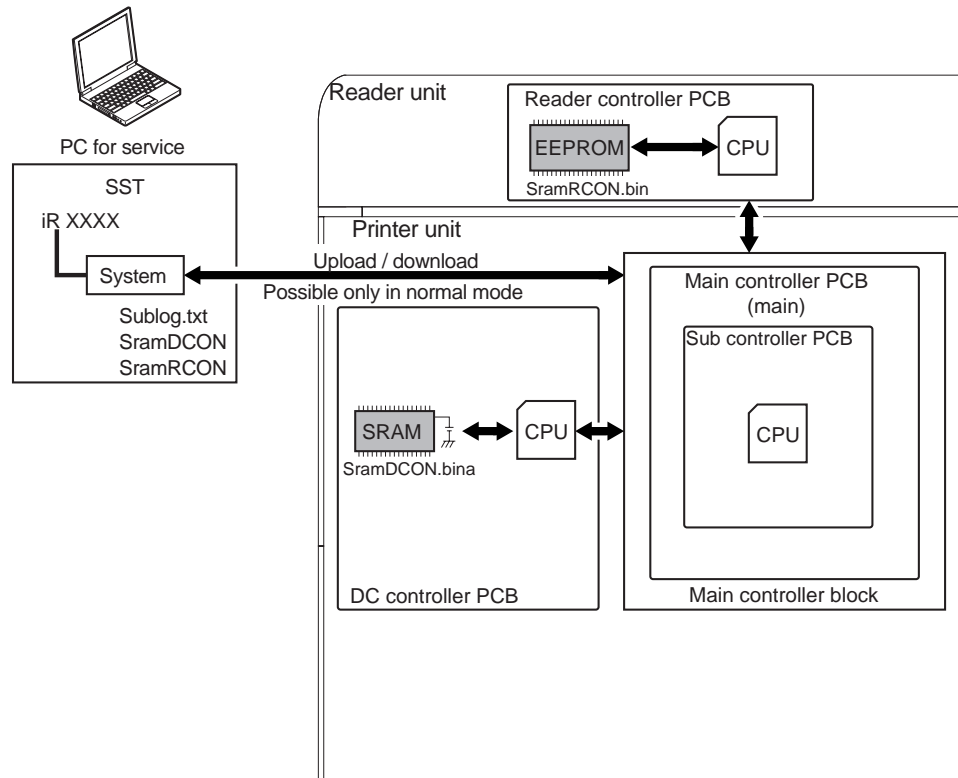 PC for service
SST
iR XXXX
System
Sublog.txt
SramDCON
SramRCON
Reader unit
Reader controller PCB
EEPROM
CPU
SramRCON.bin
Printer unit
Upload / download
Possible only in normal mode
SRAM
CPU
SramDCON.bina
DC controller PCB
Main controller PCB
(main)
Sub controller PCB
CPU
Main controller block